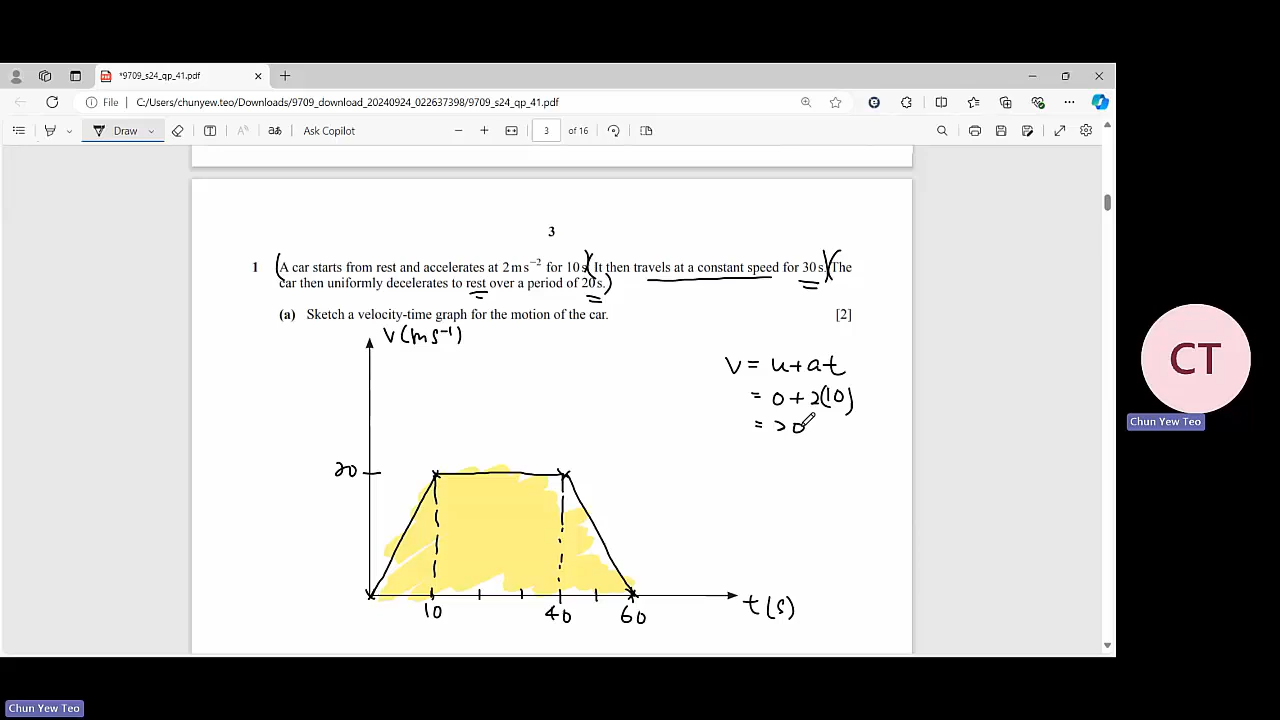 *9709_s24_qp_41.pdf
File C:/Users/chunyew.teo/Downloads/9709_download_20240924_022637398/9709_s24_qp_41.pdf
Draw Ask Copilot 3 of 16
3
1 A car starts from rest and accelerates at 2 m s⁻² for 10 s. It then travels at a constant speed for 30 s. The
car then uniformly decelerates to rest over a period of 20 s.
(a) Sketch a velocity-time graph for the motion of the car. [2]
V (ms⁻¹)
V = u + at
= 0 + 2(10)
= 20
20
10 40 60
t(s)
CT
Chun Yew Teo
Chun Yew Teo